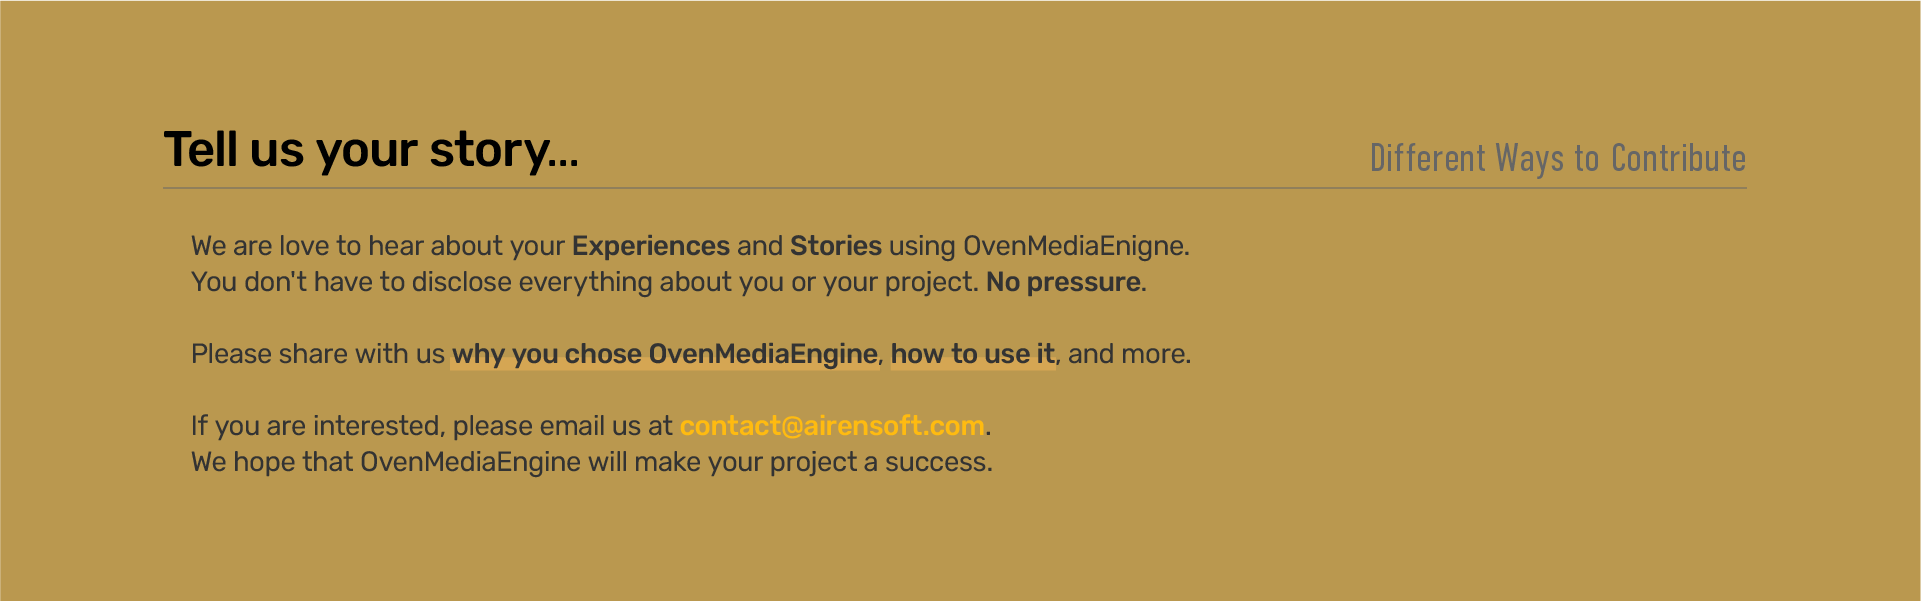 Tell us your story...
Different Ways to Contribute
We are love to hear about your Experiences and Stories using OvenMediaEnigne.
You don't have to disclose everything about you or your project. No pressure.
Please share with us why you chose OvenMediaEngine, how to use it, and more.
If you are interested, please email us at contact@airensoft.com.
We hope that OvenMediaEngine will make your project a success.